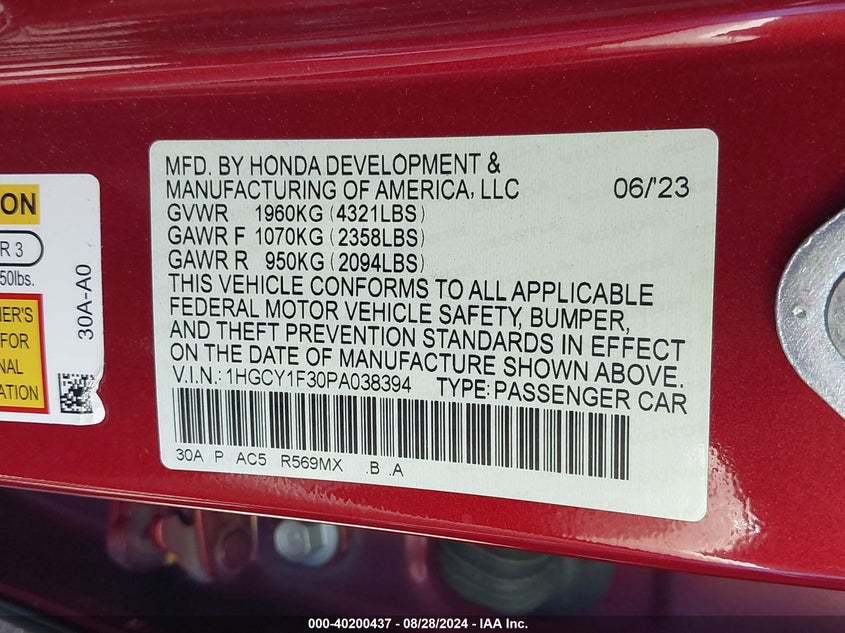 MFD. BY HONDA DEVELOPMENT &
MANUFACTURING OF AMERICA, LLC 06/'23
GVWR 1960KG (4321LBS)
GAWR F 1070KG (2358LBS)
GAWR R 950KG (2094LBS)
THIS VEHICLE CONFORMS TO ALL APPLICABLE
FEDERAL MOTOR VEHICLE SAFETY, BUMPER,
AND THEFT PREVENTION STANDARDS IN EFFECT
ON THE DATE OF MANUFACTURE SHOWN ABOVE.
V.I.N.: 1HGCY1F30PA038394 TYPE: PASSENGER CAR
30A P AC5 R569MX .B .A
ON
R 3
50lbs.
ER'S
FOR
NAL
ATION
30A-A0
000-40200437 - 08/28/2024 - IAA Inc.